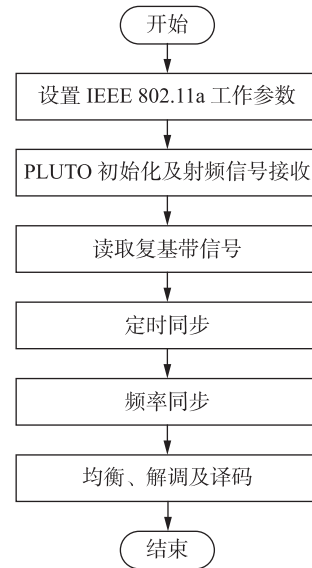 开始
设置 IEEE 802.11a 工作参数
PLUTO 初始化及射频信号接收
读取复基带信号
定时同步
频率同步
均衡、解调及译码
结束